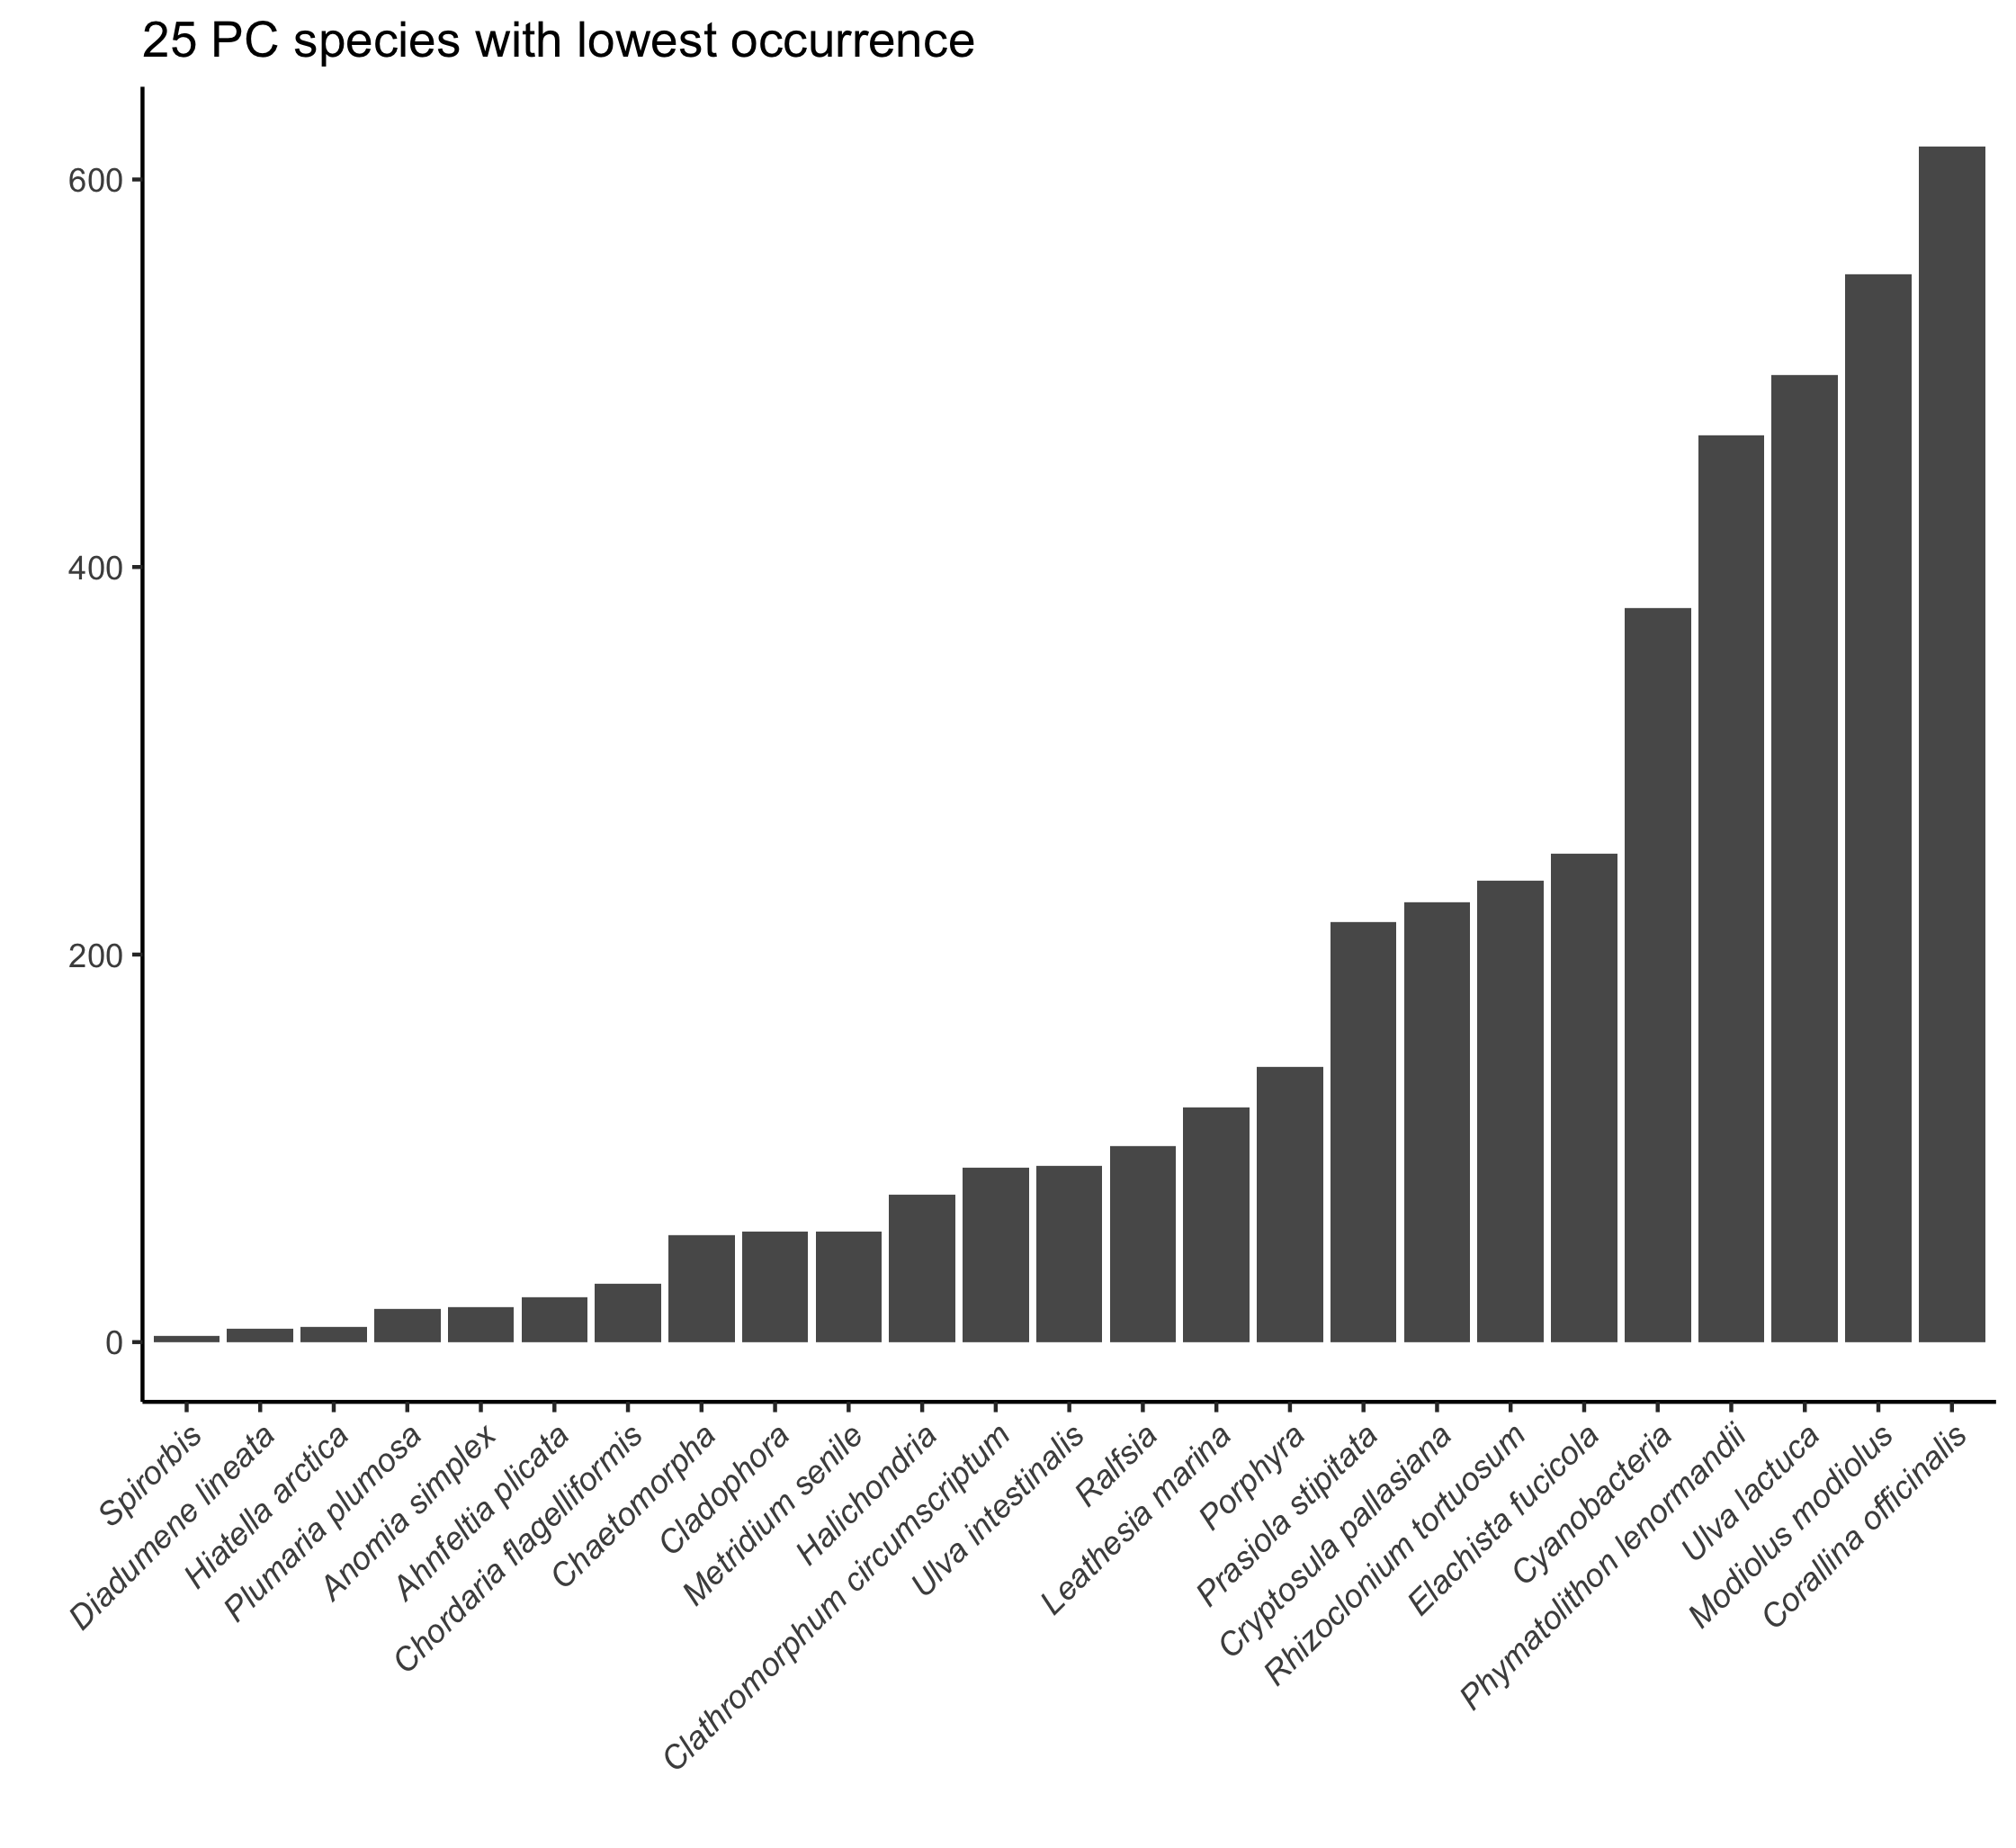 25 PC species with lowest occurrence
600
400
200
0
Spirorbis
Diadumene lineata
Hiatella arctica
Plumaria plumosa
Anomia simplex
Ahnfeltia plicata
Chordaria flagelliformis
Chaetomorpha
Cladophora
Metridium senile
Halichondria
Clathromorphum circumscriptum
Ulva intestinalis
Ralfsia
Leathesia marina
Porphyra
Prasiola stipitata
Cryptosula pallasiana
Rhizoclonium tortuosum
Elachista fucicola
Cyanobacteria
Phymatolithon lenormandii
Ulva lactuca
Modiolus modiolus
Corallina officinalis